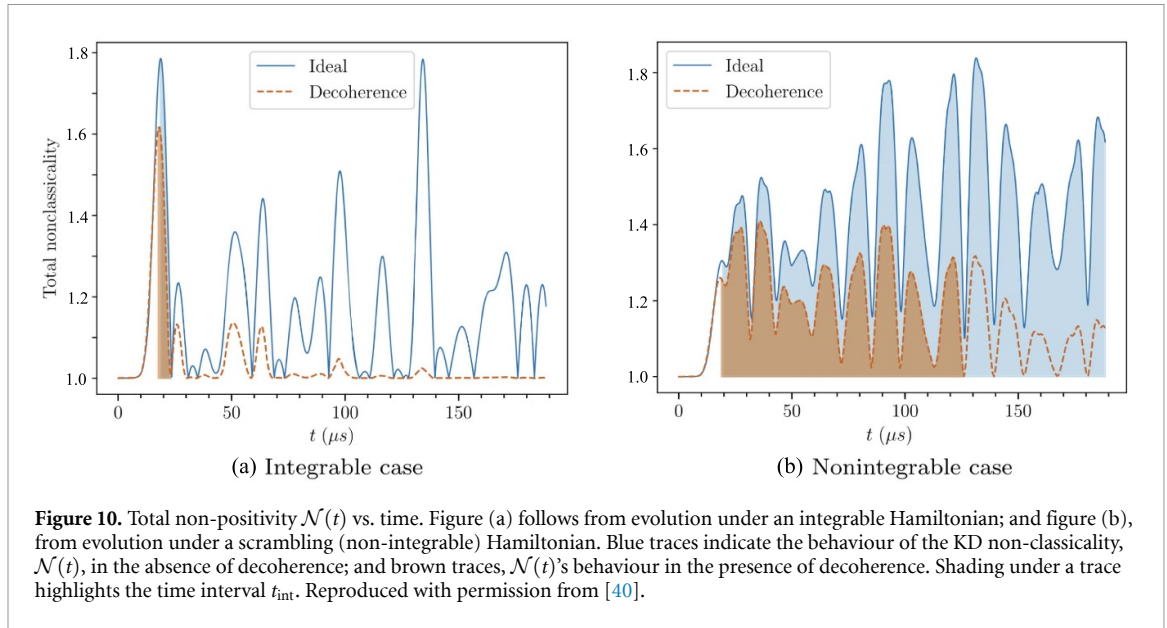 1.8
1.6
1.4
1.2
1.0
Total nonclassicality
Ideal
Decoherence
0
50
100
150
t (μs)
(a) Integrable case
1.8
1.6
1.4
1.2
1.0
Ideal
Decoherence
0
50
100
150
t (μs)
(b) Nonintegrable case
Figure 10. Total non-positivity 𝒩(t) vs. time. Figure (a) follows from evolution under an integrable Hamiltonian; and figure (b),
from evolution under a scrambling (non-integrable) Hamiltonian. Blue traces indicate the behaviour of the KD non-classicality,
𝒩(t), in the absence of decoherence; and brown traces, 𝒩(t)'s behaviour in the presence of decoherence. Shading under a trace
highlights the time interval t_int. Reproduced with permission from [40].